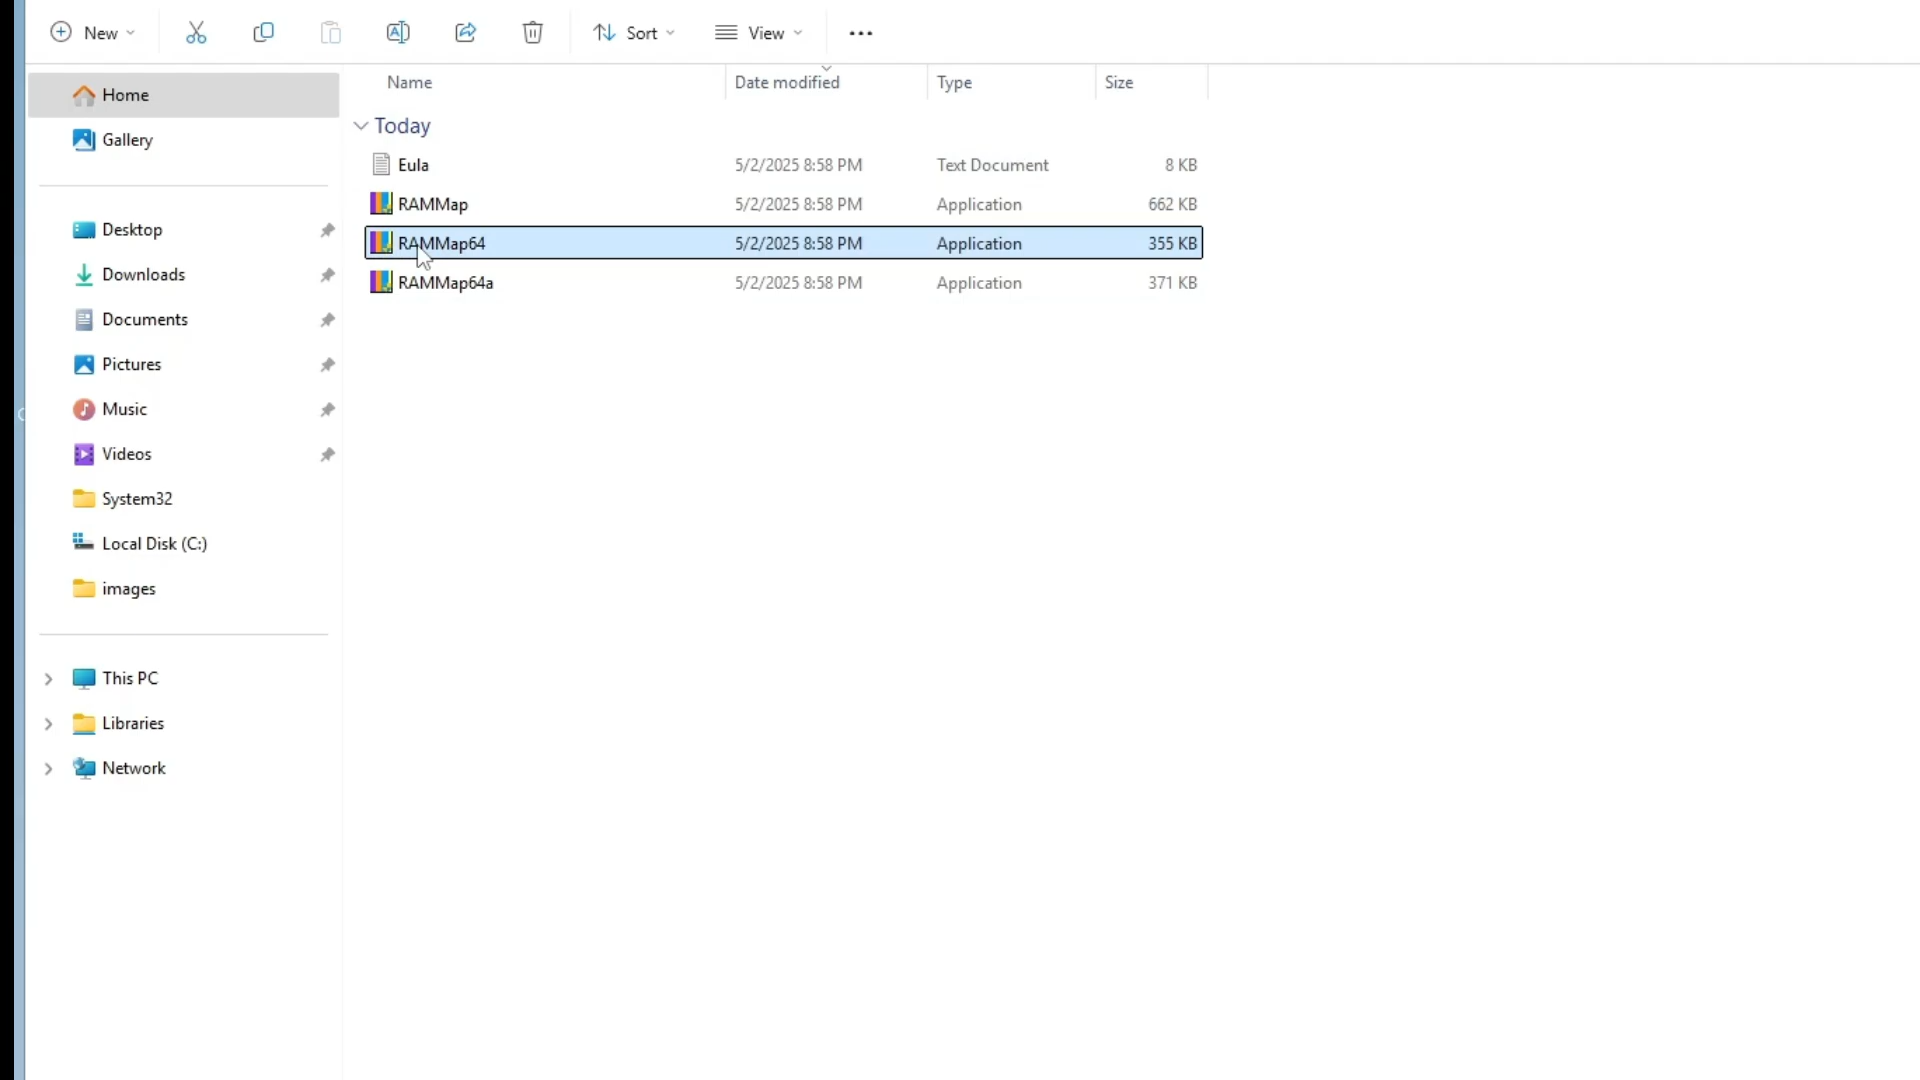 New
Sort
View
Home
Gallery
Desktop
Downloads
Documents
Pictures
Music
Videos
System32
Local Disk (C:)
images
This PC
Libraries
Network
Name Date modified Type Size
Today
Eula 5/2/2025 8:58 PM Text Document 8 KB
RAMMap 5/2/2025 8:58 PM Application 662 KB
RAMMap64 5/2/2025 8:58 PM Application 355 KB
RAMMap64a 5/2/2025 8:58 PM Application 371 KB